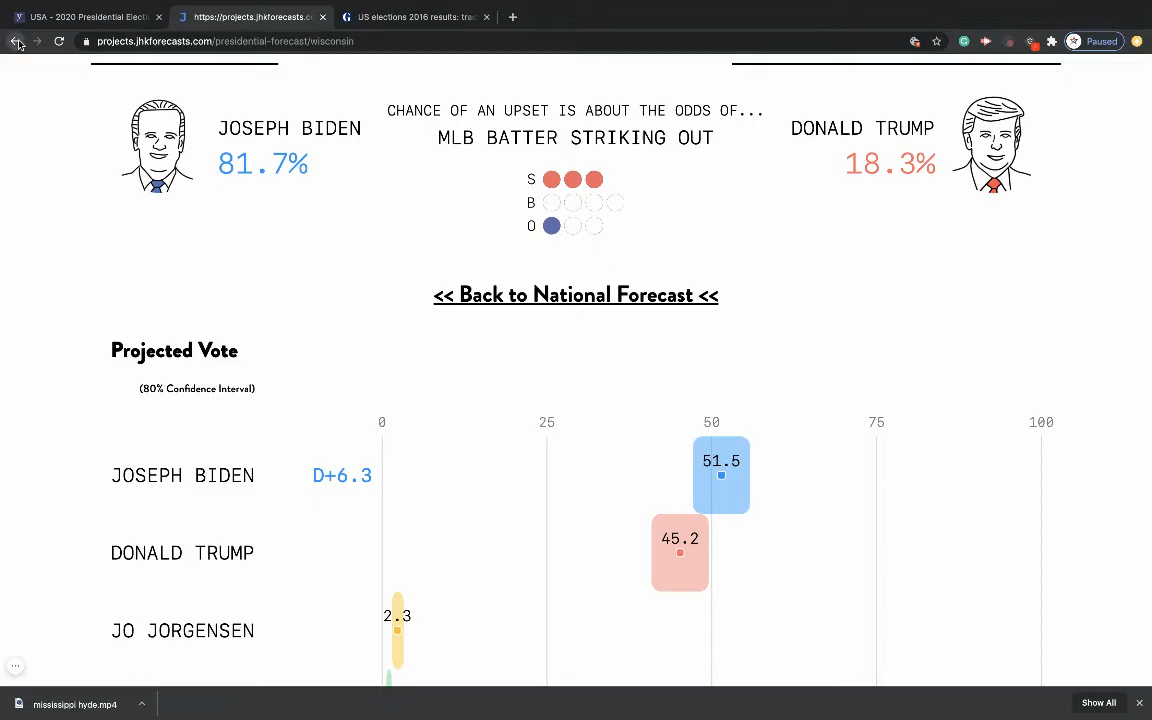 USA - 2020 Presidential Electi
https://projects.jhkforecasts.c
US elections 2016 results: trac
projects.jhkforecasts.com/presidential-forecast/wisconsin
Paused
JOSEPH BIDEN
81.7%
CHANCE OF AN UPSET IS ABOUT THE ODDS OF...
MLB BATTER STRIKING OUT
S
B
O
DONALD TRUMP
18.3%
<< Back to National Forecast <<
Projected Vote
(80% Confidence Interval)
0 25 50 75 100
JOSEPH BIDEN D+6.3 51.5
DONALD TRUMP 45.2
JO JORGENSEN 2.3
mississippi hyde.mp4
Show All